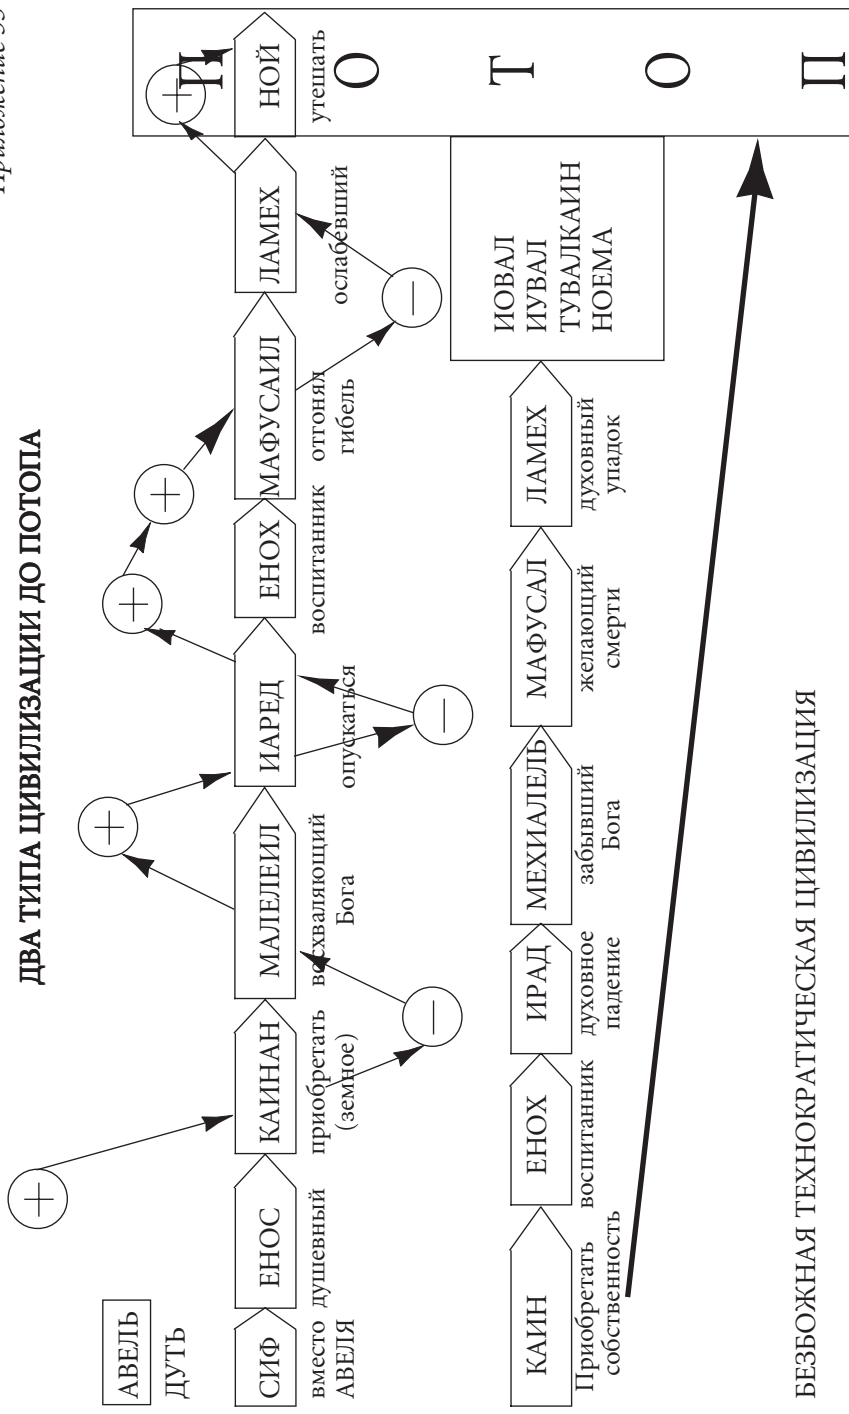 Приложение
ДВА ТИПА ЦИВИЛИЗАЦИИ ДО ПОТОПА
АВЕЛЬ
ДУТЬ
СИФ
ЕНОС
КАИНАН
МАЛЕЛЕИЛ
ИАРЕД
ЕНОХ
МАФУСАИЛ
ЛАМЕХ
НОЙ
вместо
АВЕЛЯ
душевный
приобретать
(земное)
восхваляющий
Бога
опускаться
воспитанник
отгонял
гибель
ослабевший
утешать
+
+
+
+
+
−
−
−
КАИН
ЕНОХ
ИРАД
МЕХИАЛЕЛЬ
МАФУСАЛ
ЛАМЕХ
Приобретать
собственность
воспитанник
духовное
падение
забывший
Бога
желающий
смерти
духовный
упадок
ИОВАЛ
ИУВАЛ
ТУВАЛКАИН
НОЕМА
ПОТОП
БЕЗБОЖНАЯ ТЕХНОКРАТИЧЕСКАЯ ЦИВИЛИЗАЦИЯ